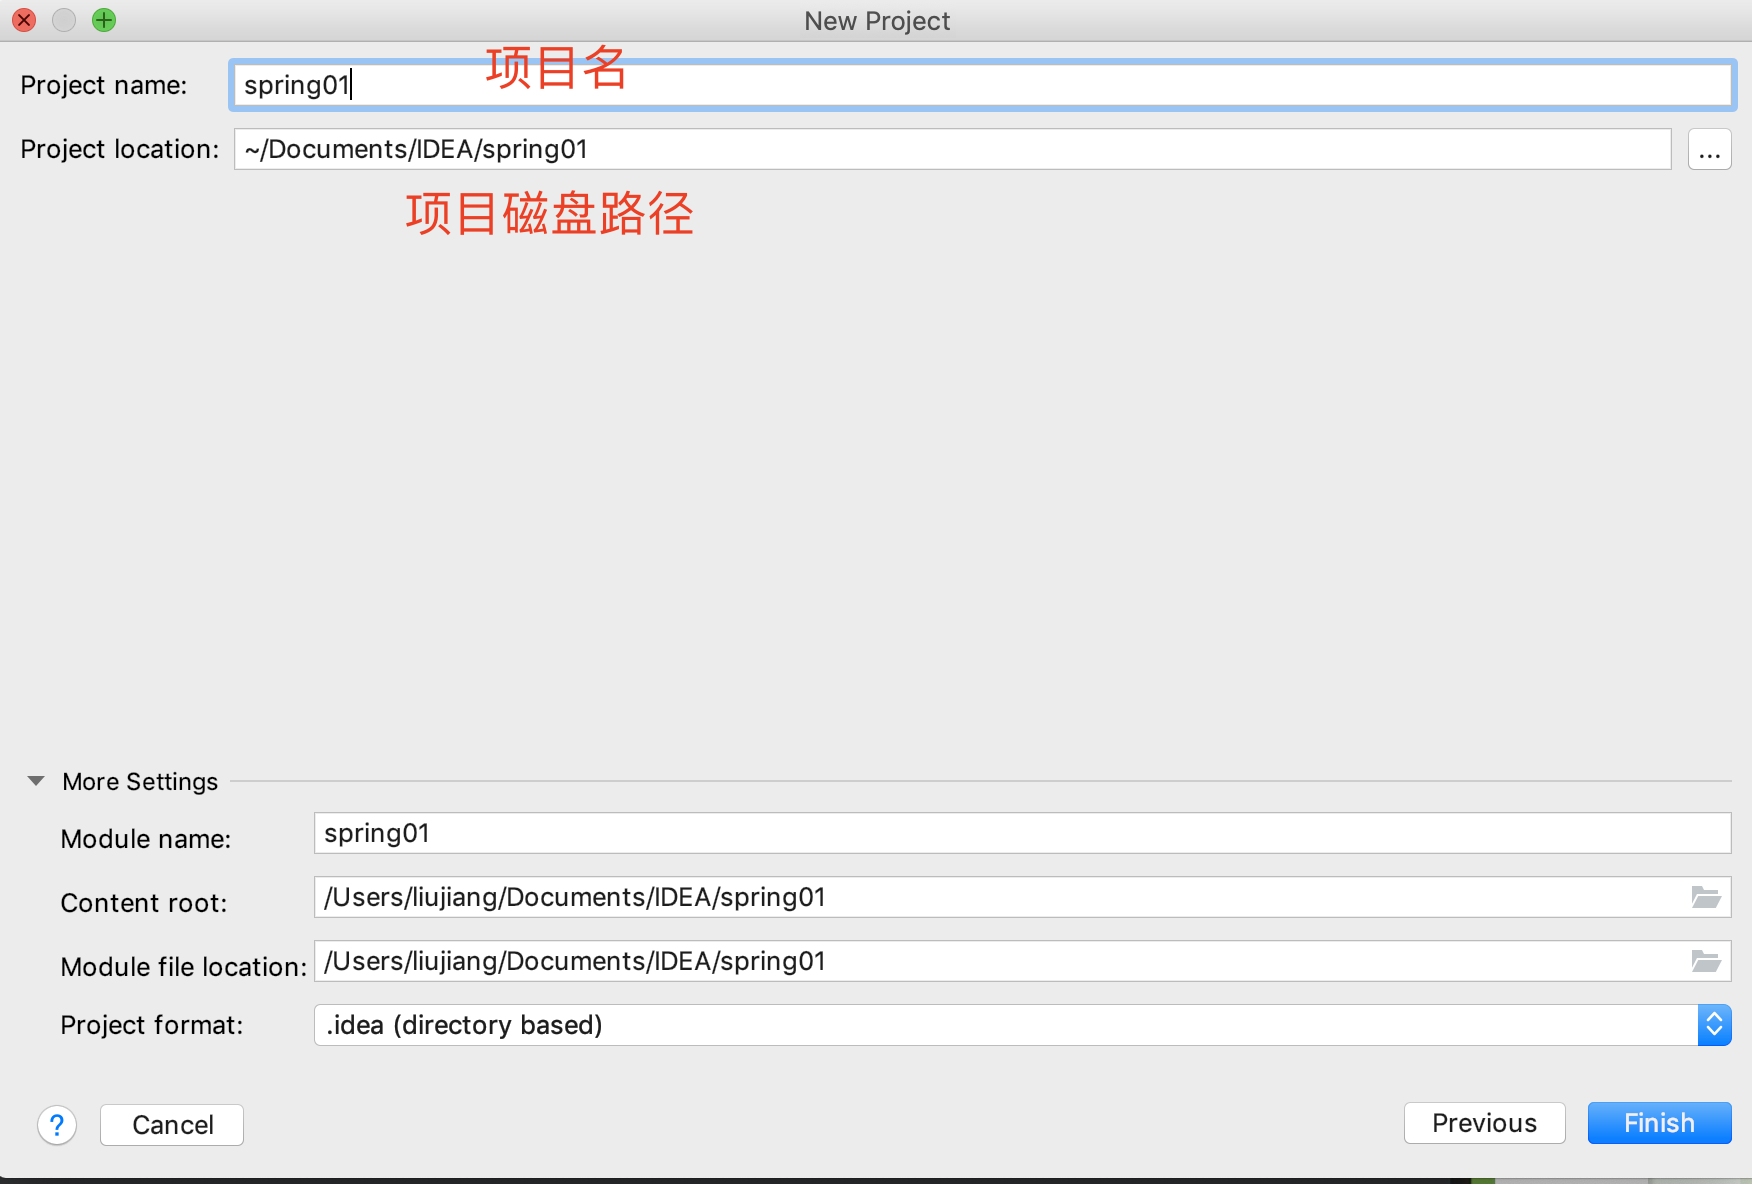 New Project
项目名
Project name: spring01
Project location: ~/Documents/IDEA/spring01 ...
项目磁盘路径
More Settings
Module name: spring01
Content root: /Users/liujiang/Documents/IDEA/spring01
Module file location: /Users/liujiang/Documents/IDEA/spring01
Project format: .idea (directory based)
? Cancel Previous Finish